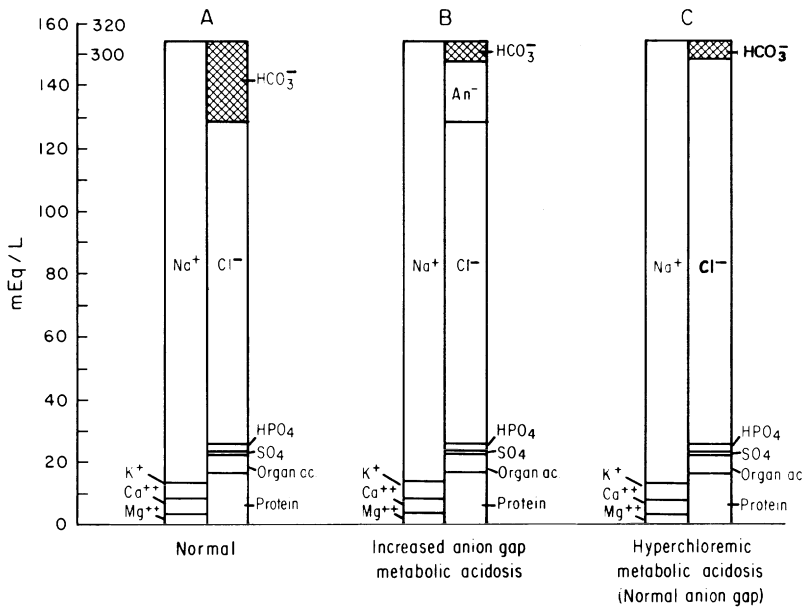 A
B
C
160
320
300
140
120
100
80
60
40
20
0
mEq / L
HCO₃⁻
Na⁺
Cl⁻
HPO₄
SO₄
Organ ac
Protein
K⁺
Ca⁺⁺
Mg⁺⁺
Normal
HCO₃⁻
An⁻
Na⁺
Cl⁻
HPO₄
SO₄
Organ ac
Protein
K⁺
Ca⁺⁺
Mg⁺⁺
Increased anion gap
metabolic acidosis
HCO₃⁻
Na⁺
Cl⁻
HPO₄
SO₄
Organ ac
Protein
K⁺
Ca⁺⁺
Mg⁺⁺
Hyperchloremic
metabolic acidosis
(Normal anion gap)